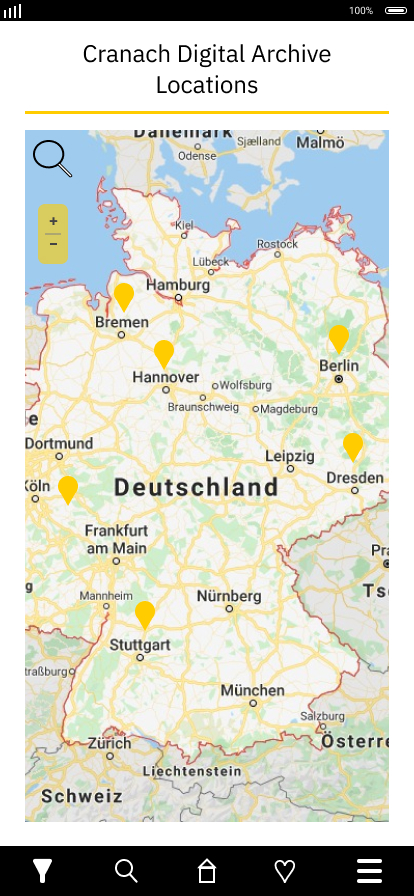 100%
Cranach Digital Archive
Locations
Danemark
Sjælland
Malmö
Odense
Kiel
Rostock
Lübeck
Hamburg
Bremen
Berlin
Hannover
Wolfsburg
Braunschweig
Magdeburg
Dortmund
Leipzig
Köln
Deutschland
Dresden
Frankfurt
am Main
Mannheim
Nürnberg
Stuttgart
München
Salzburg
Zürich
Österre
Liechtenstein
Schweiz
+
−
Pra
Tsc
traßburg
ne
g